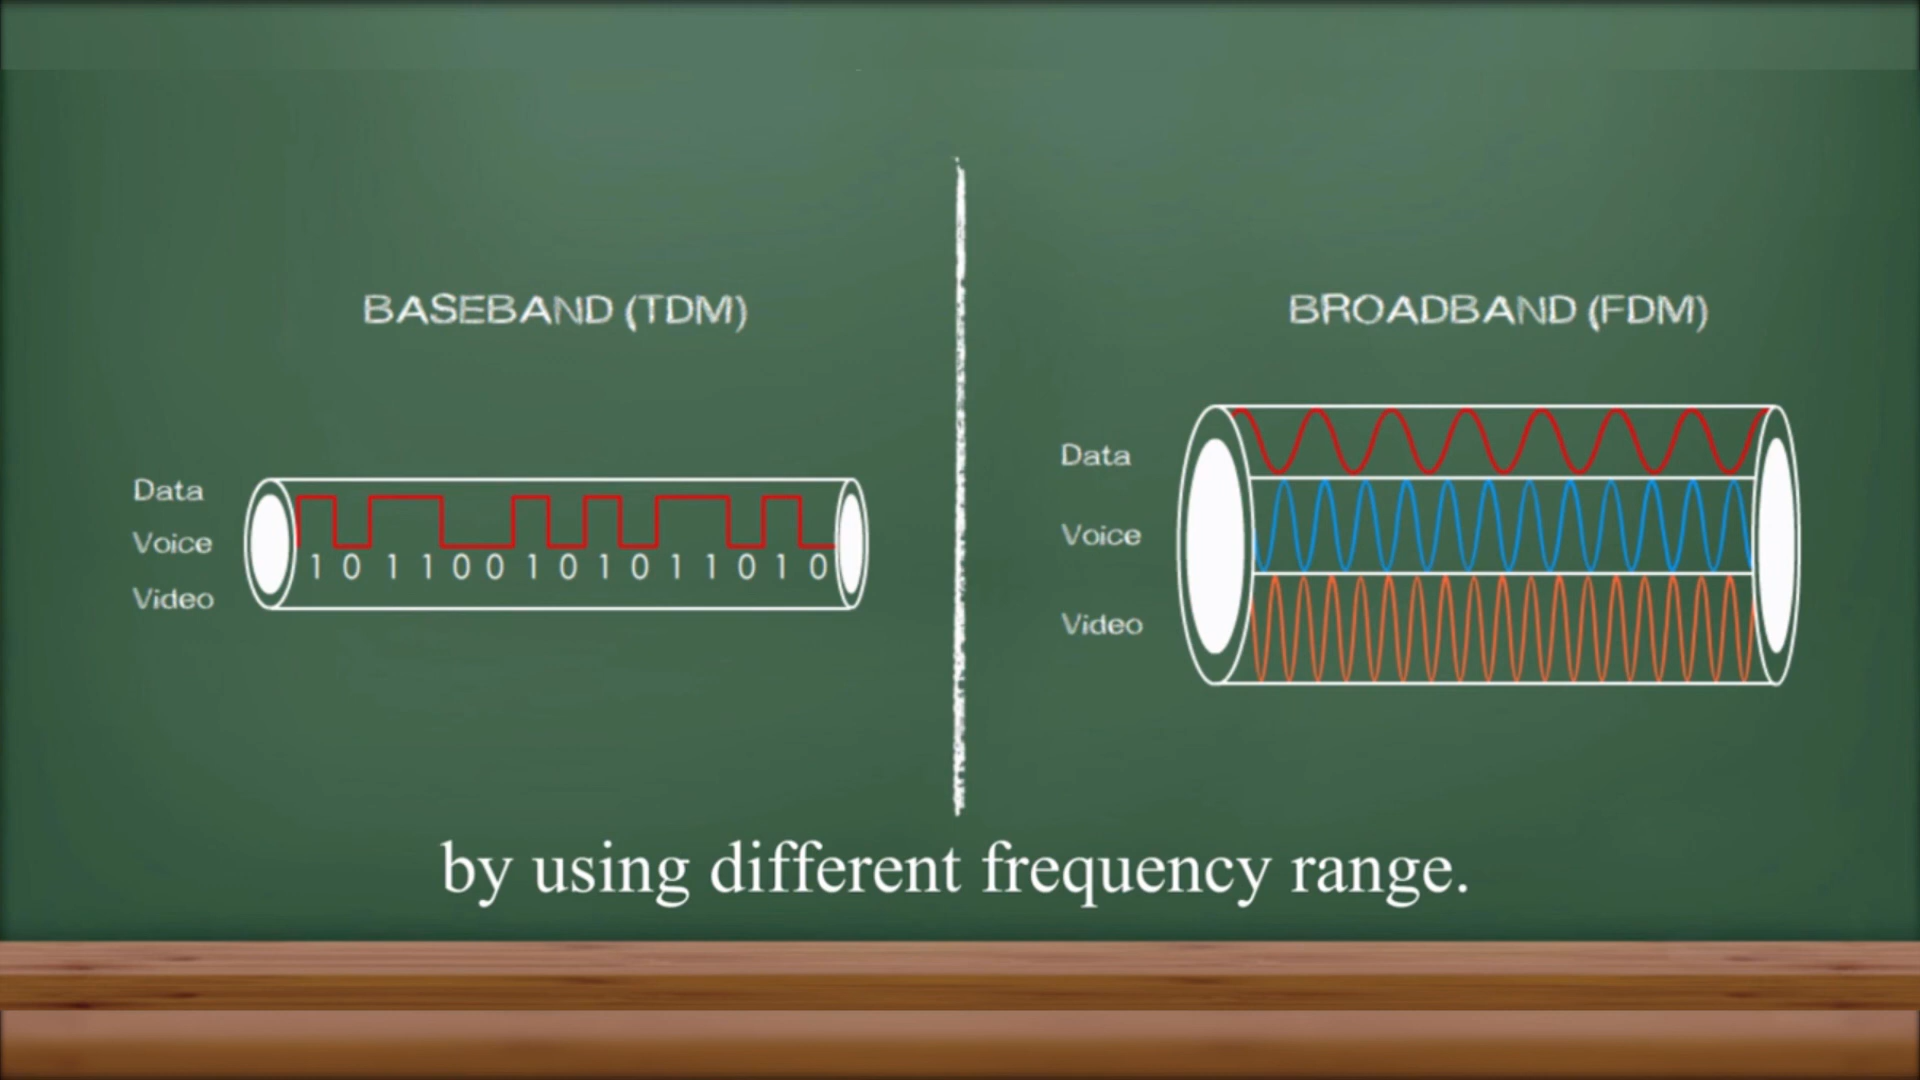 BASEBAND (TDM)
Data
Voice
Video
1 0 1 1 0 0 1 0 1 0 1 1 0 1 0
BROADBAND (FDM)
Data
Voice
Video
by using different frequency range.